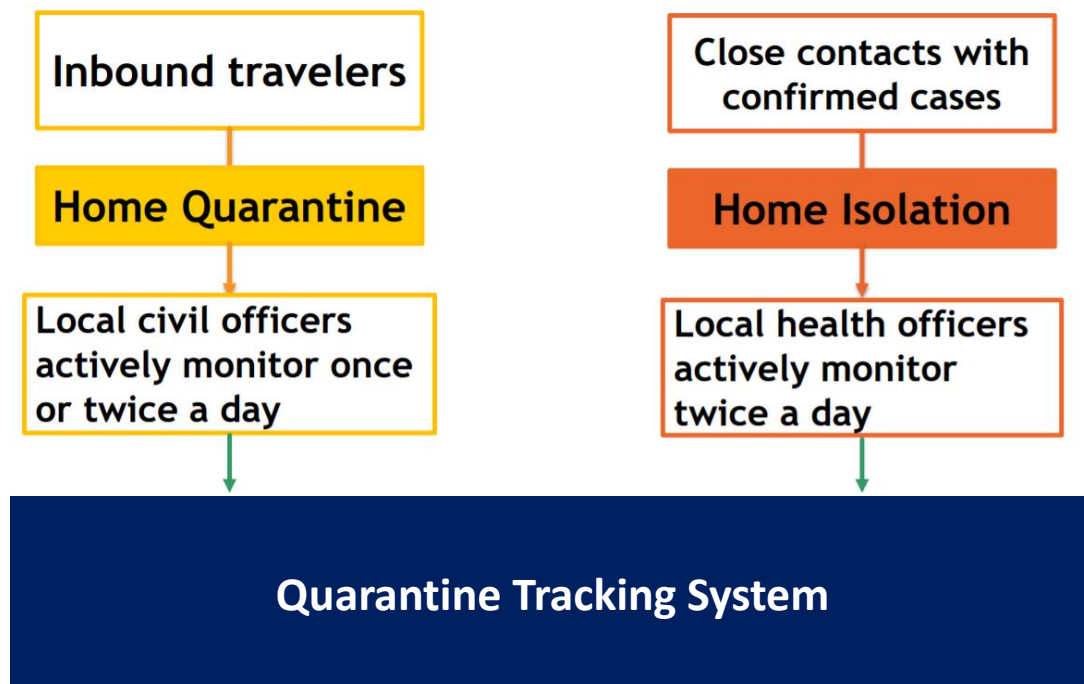 Inbound travelers
Home Quarantine
Local civil officers
actively monitor once
or twice a day
Close contacts with
confirmed cases
Home Isolation
Local health officers
actively monitor
twice a day
Quarantine Tracking System